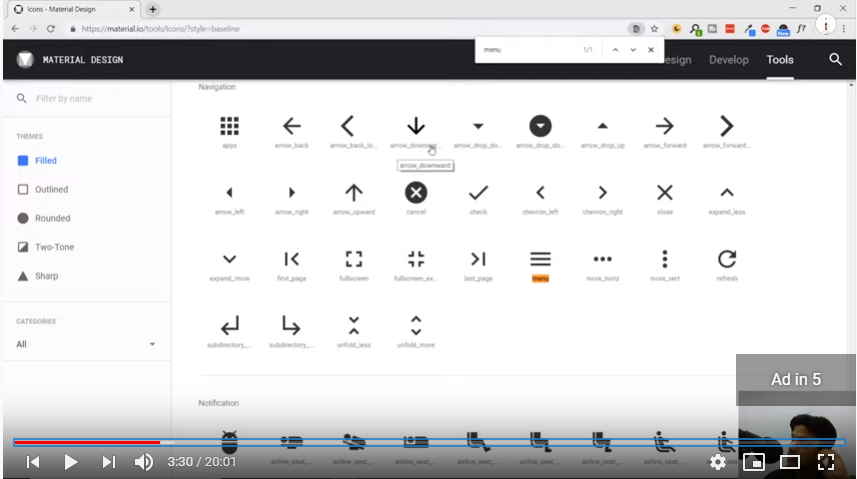 Icons - Material Design
https://material.io/tools/icons/?style=baseline
menu
1/1
MATERIAL DESIGN
esign
Develop
Tools
Filter by name
THEMES
Filled
Outlined
Rounded
Two-Tone
Sharp
CATEGORIES
All
Navigation
apps arrow_back arrow_back_io... arrow_downwar... arrow_drop_do... arrow_drop_do... arrow_drop_up arrow_forward arrow_forward...
arrow_downward
arrow_left arrow_right arrow_upward cancel check chevron_left chevron_right close expand_less
expand_more first_page fullscreen fullscreen_ex... last_page menu more_horiz more_vert refresh
subdirectory_... subdirectory_... unfold_less unfold_more
Notification
airline_seat_... airline_seat_... airline_seat_... airline_seat_... airline_seat_... airline_seat_... airline_seat_...
Ad in 5
3:30 / 20:01